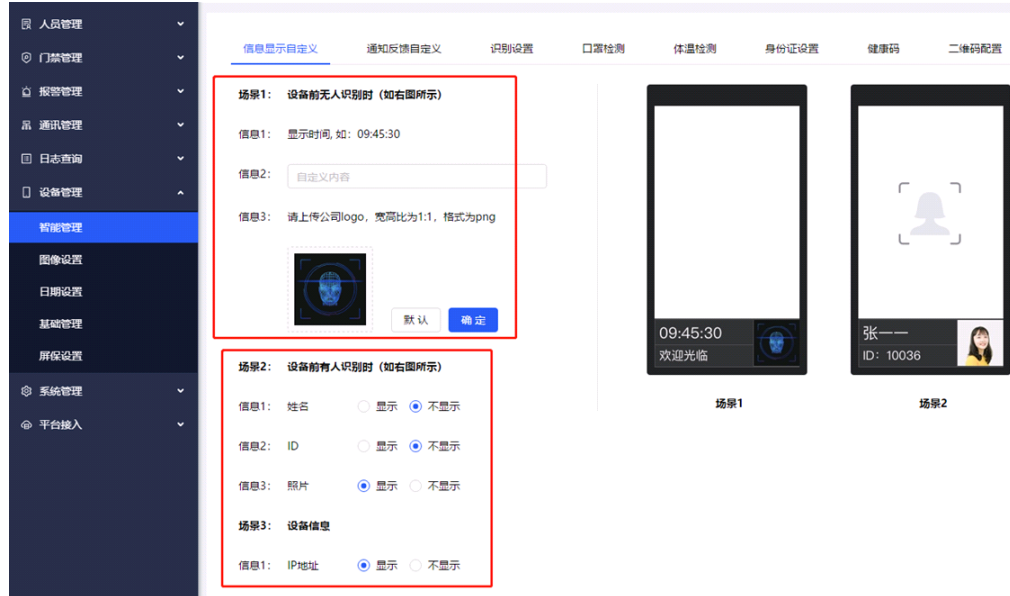 人员管理
门禁管理
报警管理
通讯管理
日志查询
设备管理
智能管理
图像设置
日期设置
基础管理
屏保设置
系统管理
平台接入
信息显示自定义 通知反馈自定义 识别设置 口罩检测 体温检测 身份证设置 健康码 二维码配置
场景1： 设备前无人识别时（如右图所示）
信息1： 显示时间, 如：09:45:30
信息2： 自定义内容
信息3： 请上传公司logo，宽高比为1:1，格式为png
默认 确定
场景2： 设备前有人识别时（如右图所示）
信息1： 姓名 显示 不显示
信息2： ID 显示 不显示
信息3： 照片 显示 不显示
场景3： 设备信息
信息1： IP地址 显示 不显示
09:45:30
欢迎光临
场景1
张一一
ID：10036
场景2